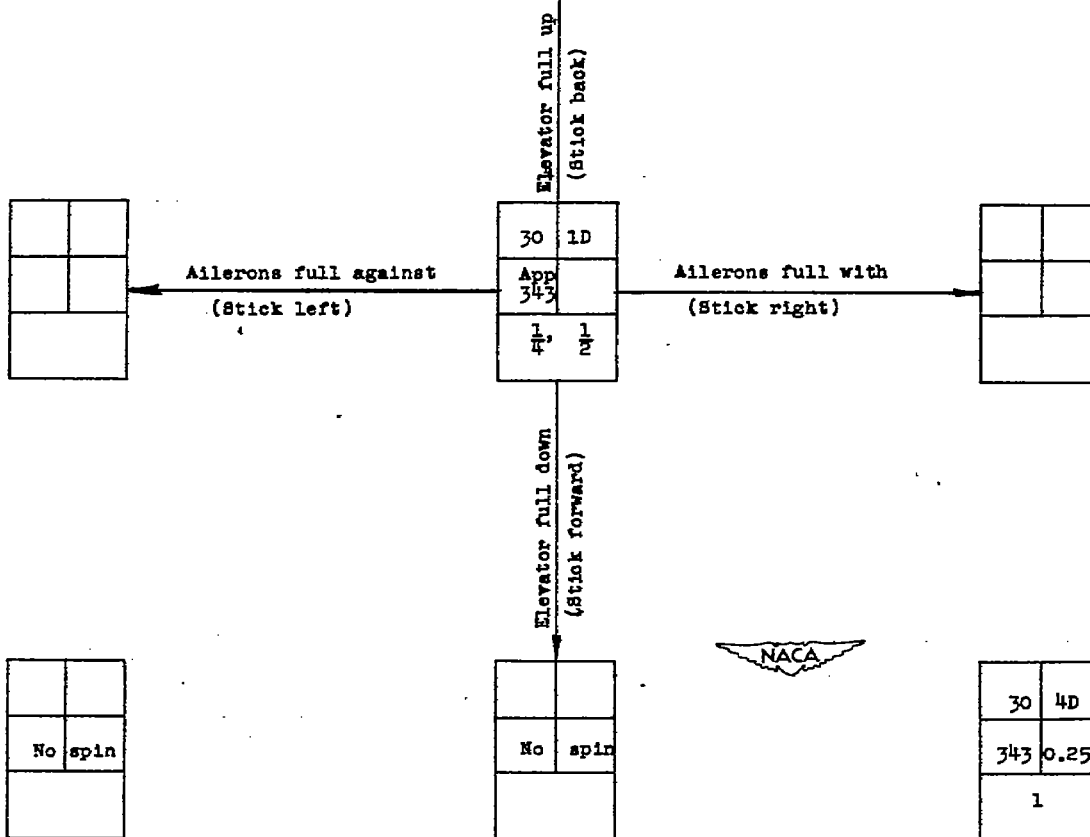 Elevator full up
(Stick back)
30 1D
App
343
1/4, 1/2
Ailerons full against
(Stick left)
Ailerons full with
(Stick right)
Elevator full down
(Stick forward)
NACA
No spin
No spin
30 4D
343 0.25
1